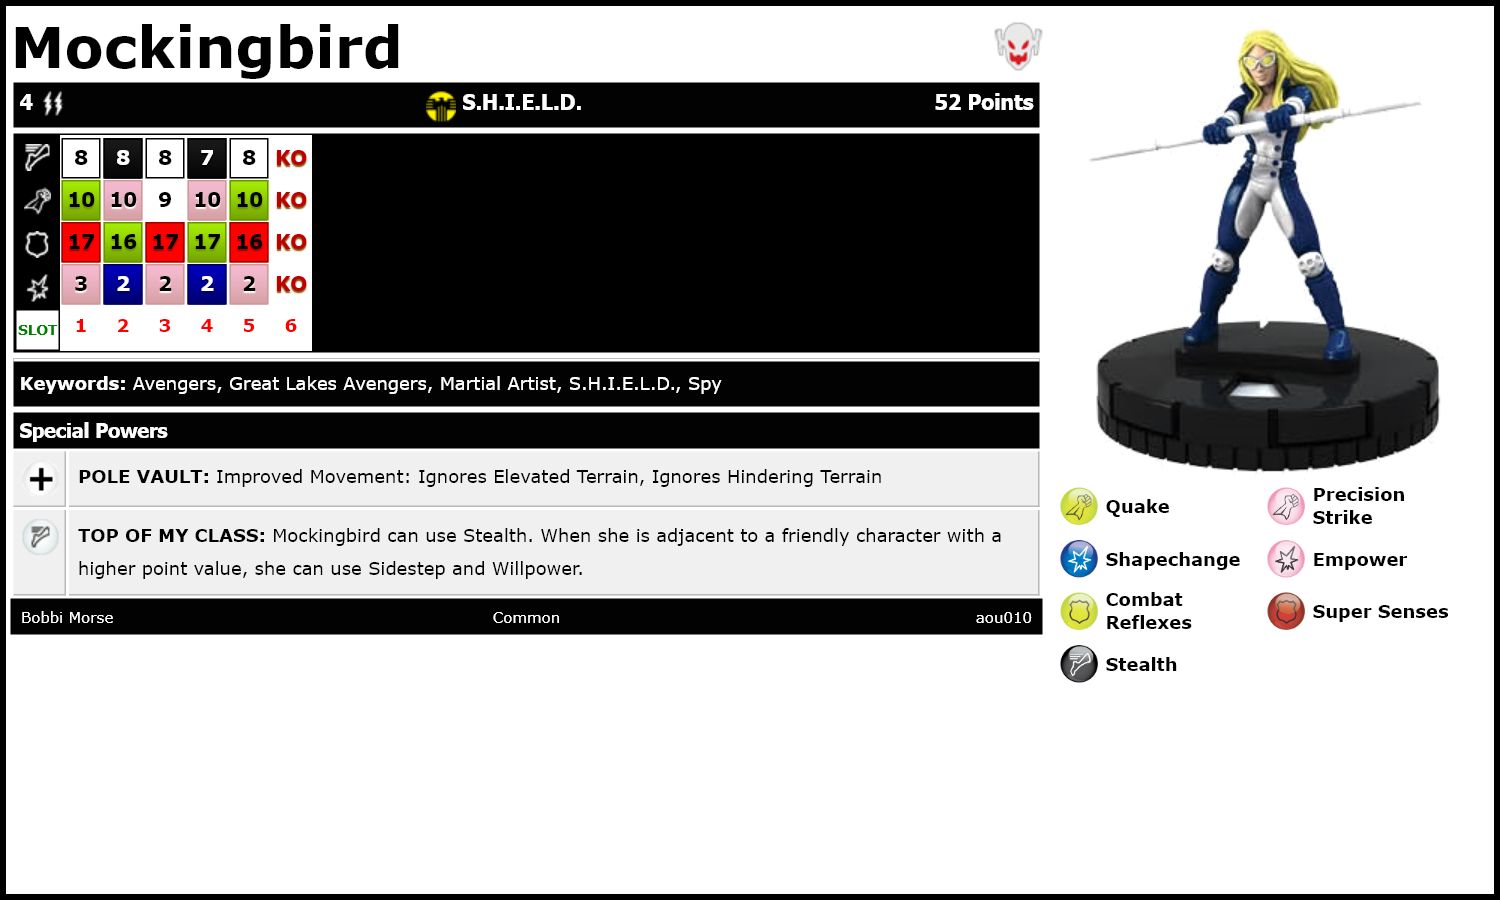 Mockingbird
4 S.H.I.E.L.D. 52 Points
8 8 8 7 8 KO
10 10 9 10 10 KO
17 16 17 17 16 KO
3 2 2 2 2 KO
SLOT 1 2 3 4 5 6
Keywords: Avengers, Great Lakes Avengers, Martial Artist, S.H.I.E.L.D., Spy
Special Powers
POLE VAULT: Improved Movement: Ignores Elevated Terrain, Ignores Hindering Terrain
TOP OF MY CLASS: Mockingbird can use Stealth. When she is adjacent to a friendly character with a
higher point value, she can use Sidestep and Willpower.
Bobbi Morse Common aou010
Quake
Precision
Strike
Shapechange
Empower
Combat
Reflexes
Super Senses
Stealth